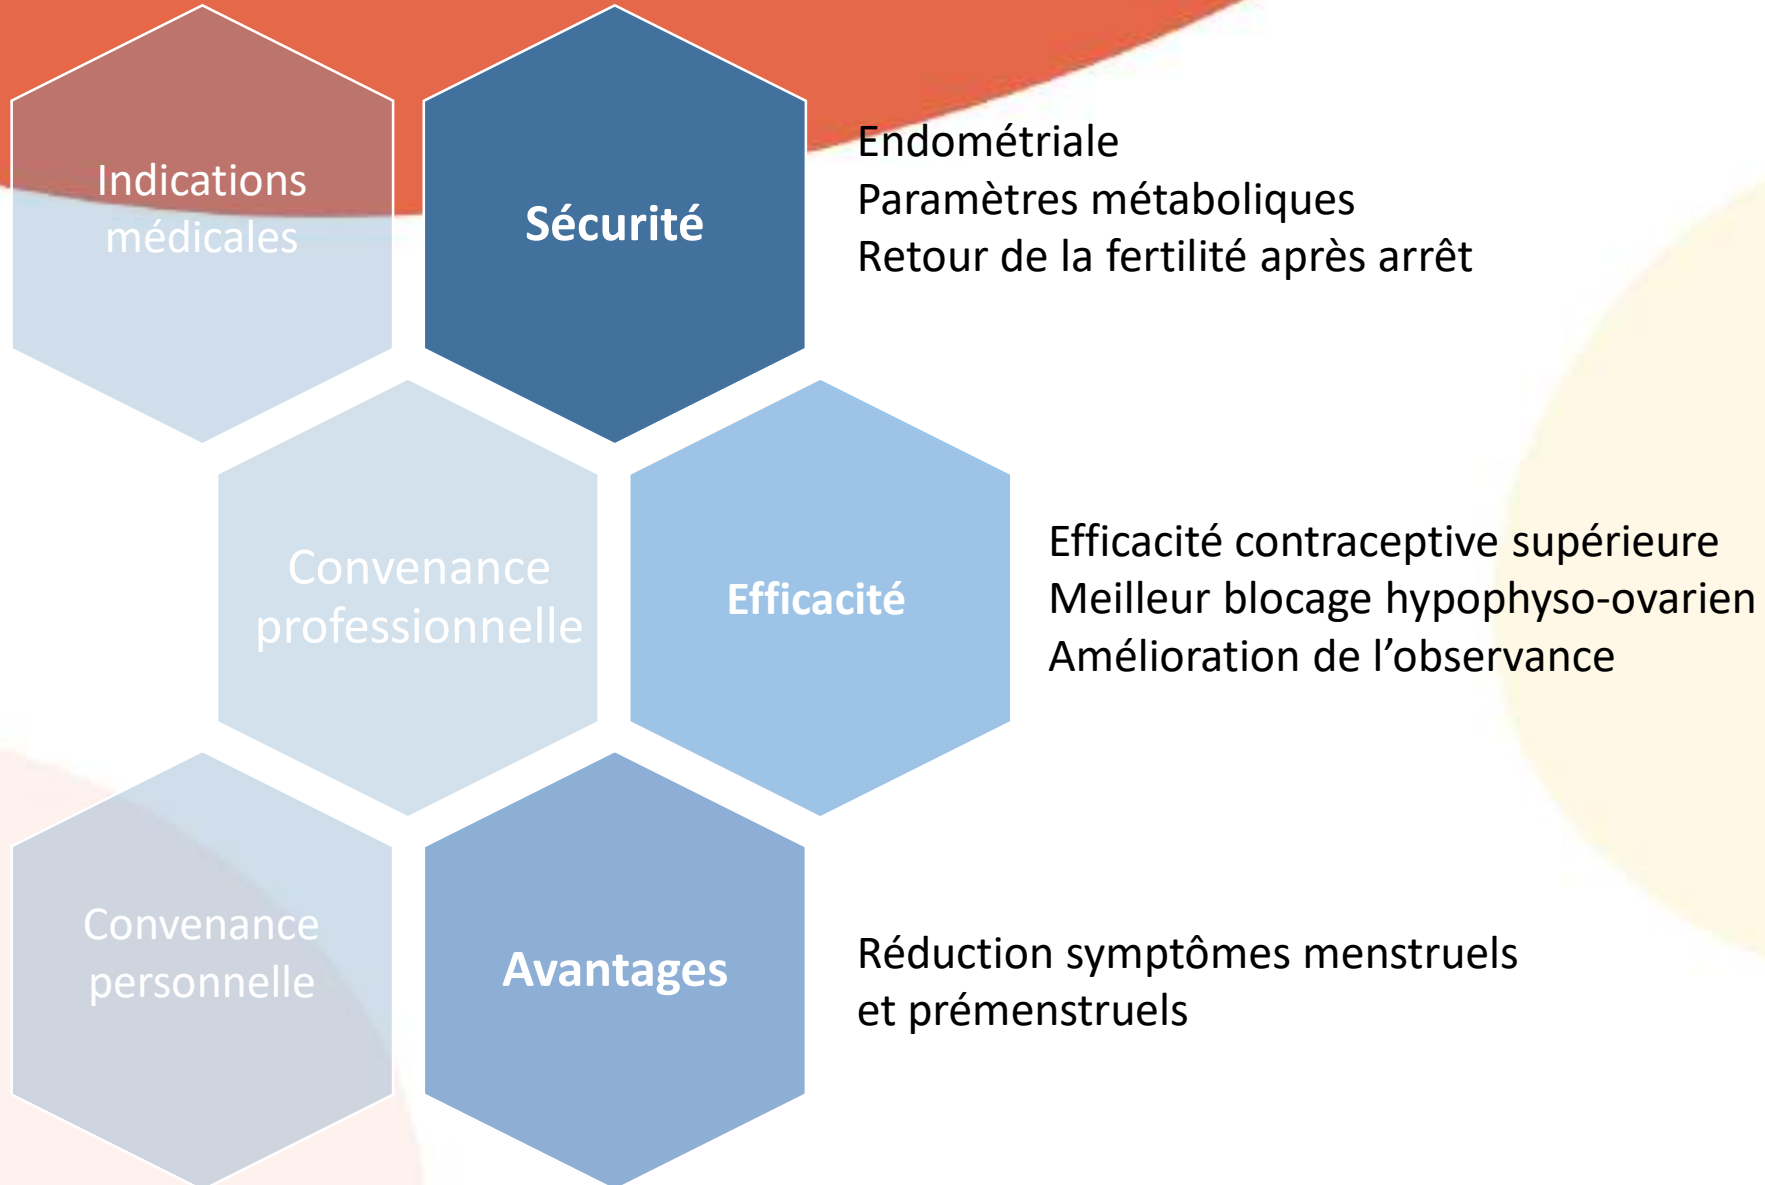 Indications
médicales
Sécurité
Endométriale
Paramètres métaboliques
Retour de la fertilité après arrêt
Convenance
professionnelle
Efficacité
Efficacité contraceptive supérieure
Meilleur blocage hypophyso-ovarien
Amélioration de l’observance
Convenance
personnelle
Avantages
Réduction symptômes menstruels
et prémenstruels